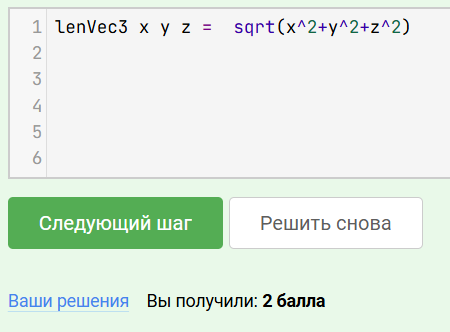 1 lenVec3 x y z =  sqrt(x^2+y^2+z^2)
2
3
4
5
6
Следующий шаг Решить снова
Ваши решения Вы получили: 2 балла